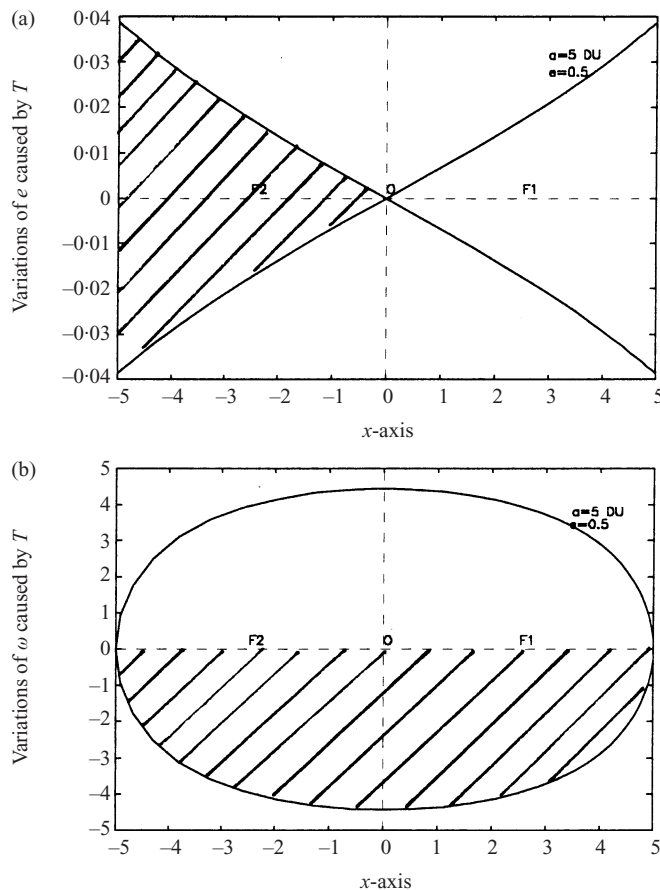 (a)
Variations of e caused by T
0·04
0·03
0·02
0·01
0
–0·01
–0·02
–0·03
–0·04
a=5 DU
e=0.5
F2
O
F1
–5 –4 –3 –2 –1 0 1 2 3 4 5
x-axis
(b)
Variations of ω caused by T
5
4
3
2
1
0
–1
–2
–3
–4
–5
a=5 DU
e=0.5
F2
O
F1
–5 –4 –3 –2 –1 0 1 2 3 4 5
x-axis